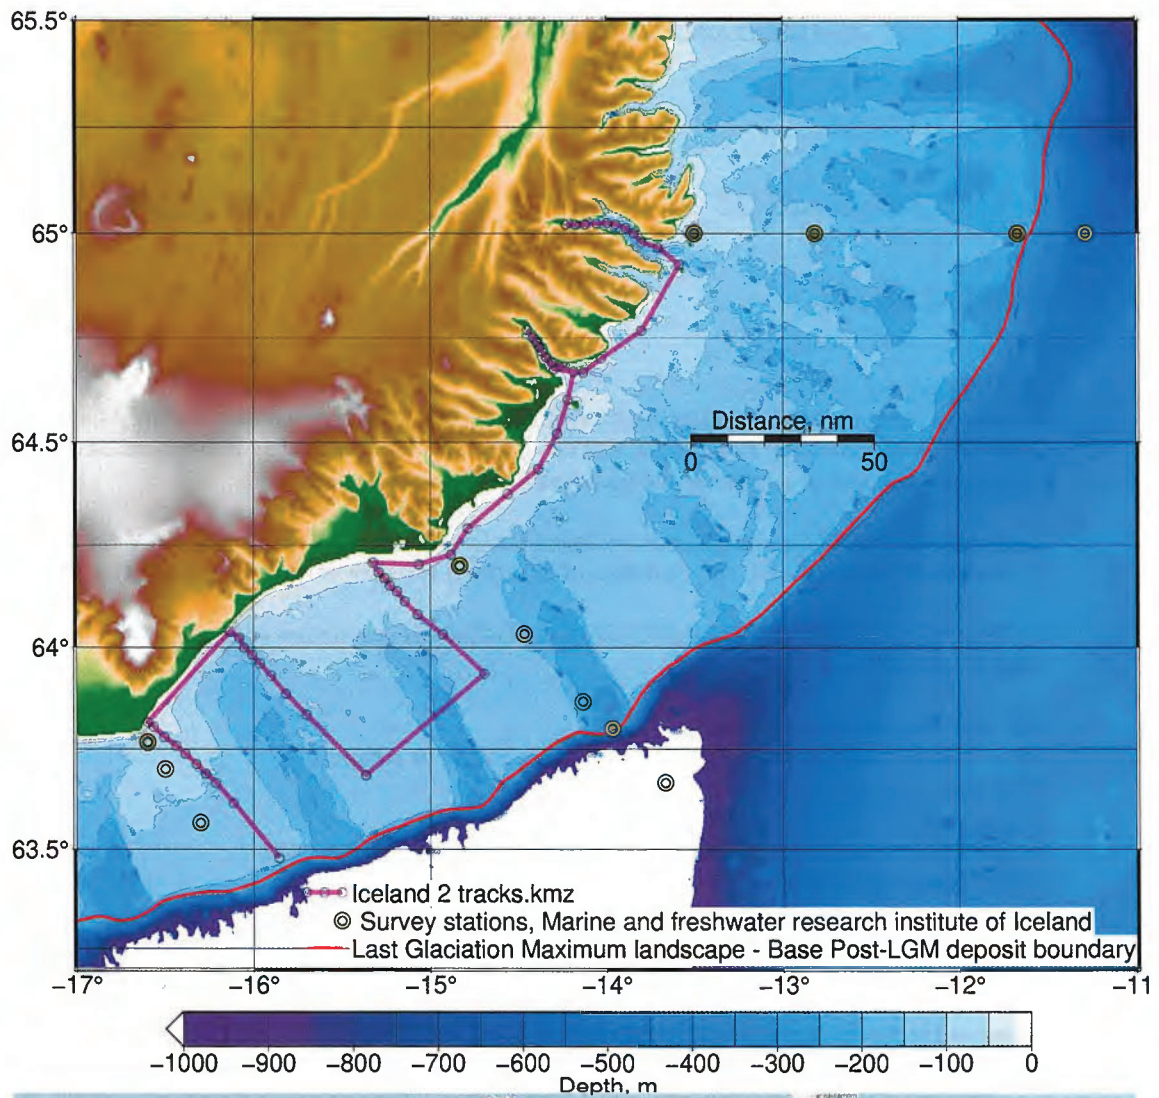 65.5°
65°
64.5°
64°
63.5°
Distance, nm
0 50
Iceland 2 tracks.kmz
Survey stations, Marine and freshwater research institute of Iceland
Last Glaciation Maximum landscape - Base Post-LGM deposit boundary
−17° −16° −15° −14° −13° −12° −11
−1000 −900 −800 −700 −600 −500 −400 −300 −200 −100 0
Depth, m